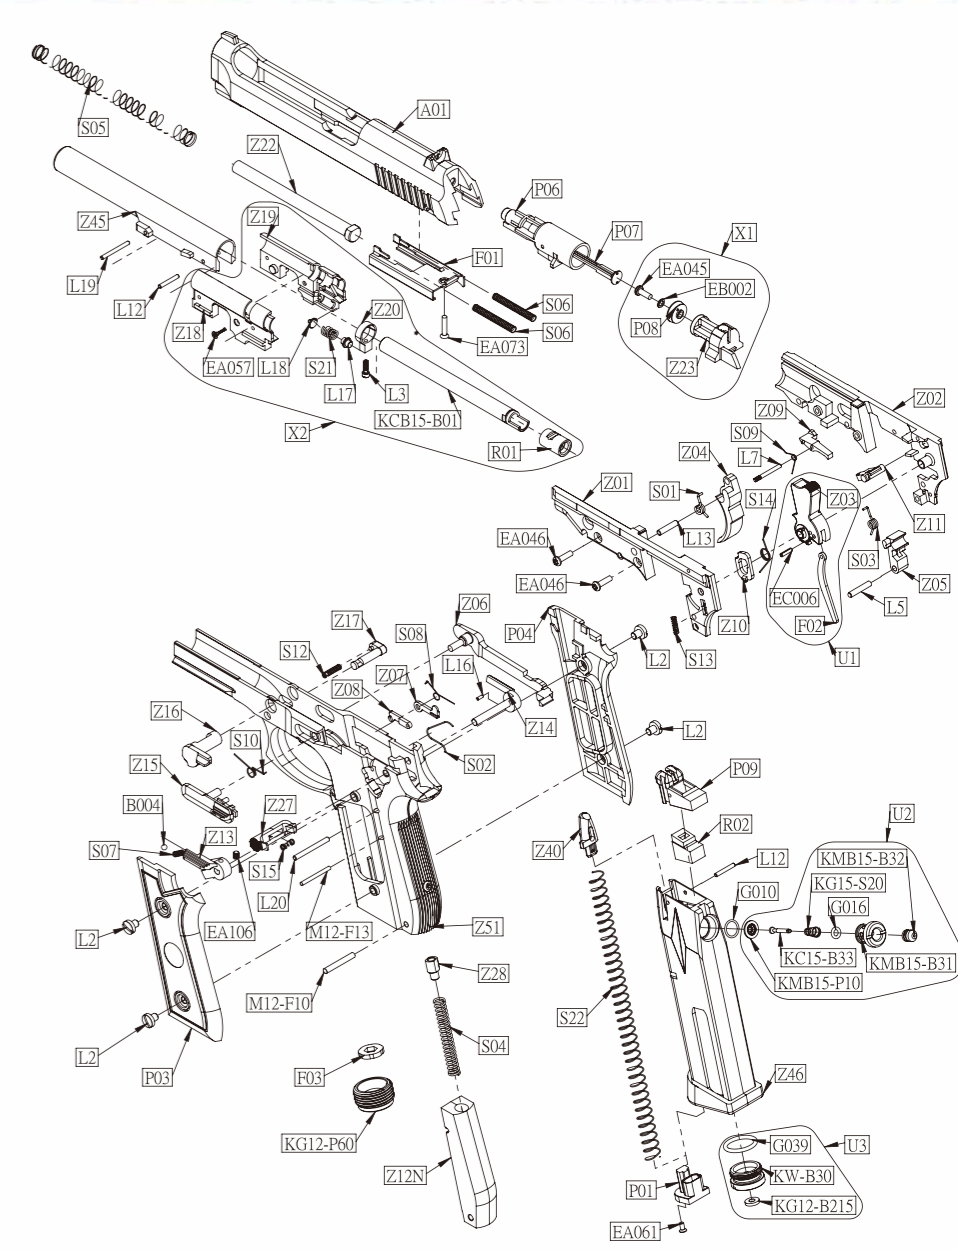 S05
A01
Z22
P06
Z45
Z19
P07
X1
F01
EA045
L19
EB002
L12
Z20
S06
P08
Z18
S06
EA073
Z23
EA057
L18
S21
L17
L3
Z02
KCB15-B01
Z09
X2
S09
R01
Z04
L7
Z01
S01
S14
Z03
Z11
L13
EA046
S03
EA046
EC006
Z05
Z06
P04
Z10
L5
Z17
F02
S12
S08
L2
S13
U1
L16
Z07
Z08
Z16
Z14
L2
S10
S02
Z15
P09
B004
Z27
U2
Z13
R02
S07
Z40
L12
KMB15-B32
S15
G010
KG15-S20
L20
G016
L2
EA106
M12-F13
Z51
KC15-B33
KMB15-B31
Z28
KMB15-P10
M12-F10
S22
L2
S04
F03
Z46
P03
KG12-P60
G039
U3
Z12N
P01
KW-B30
KG12-B215
EA061